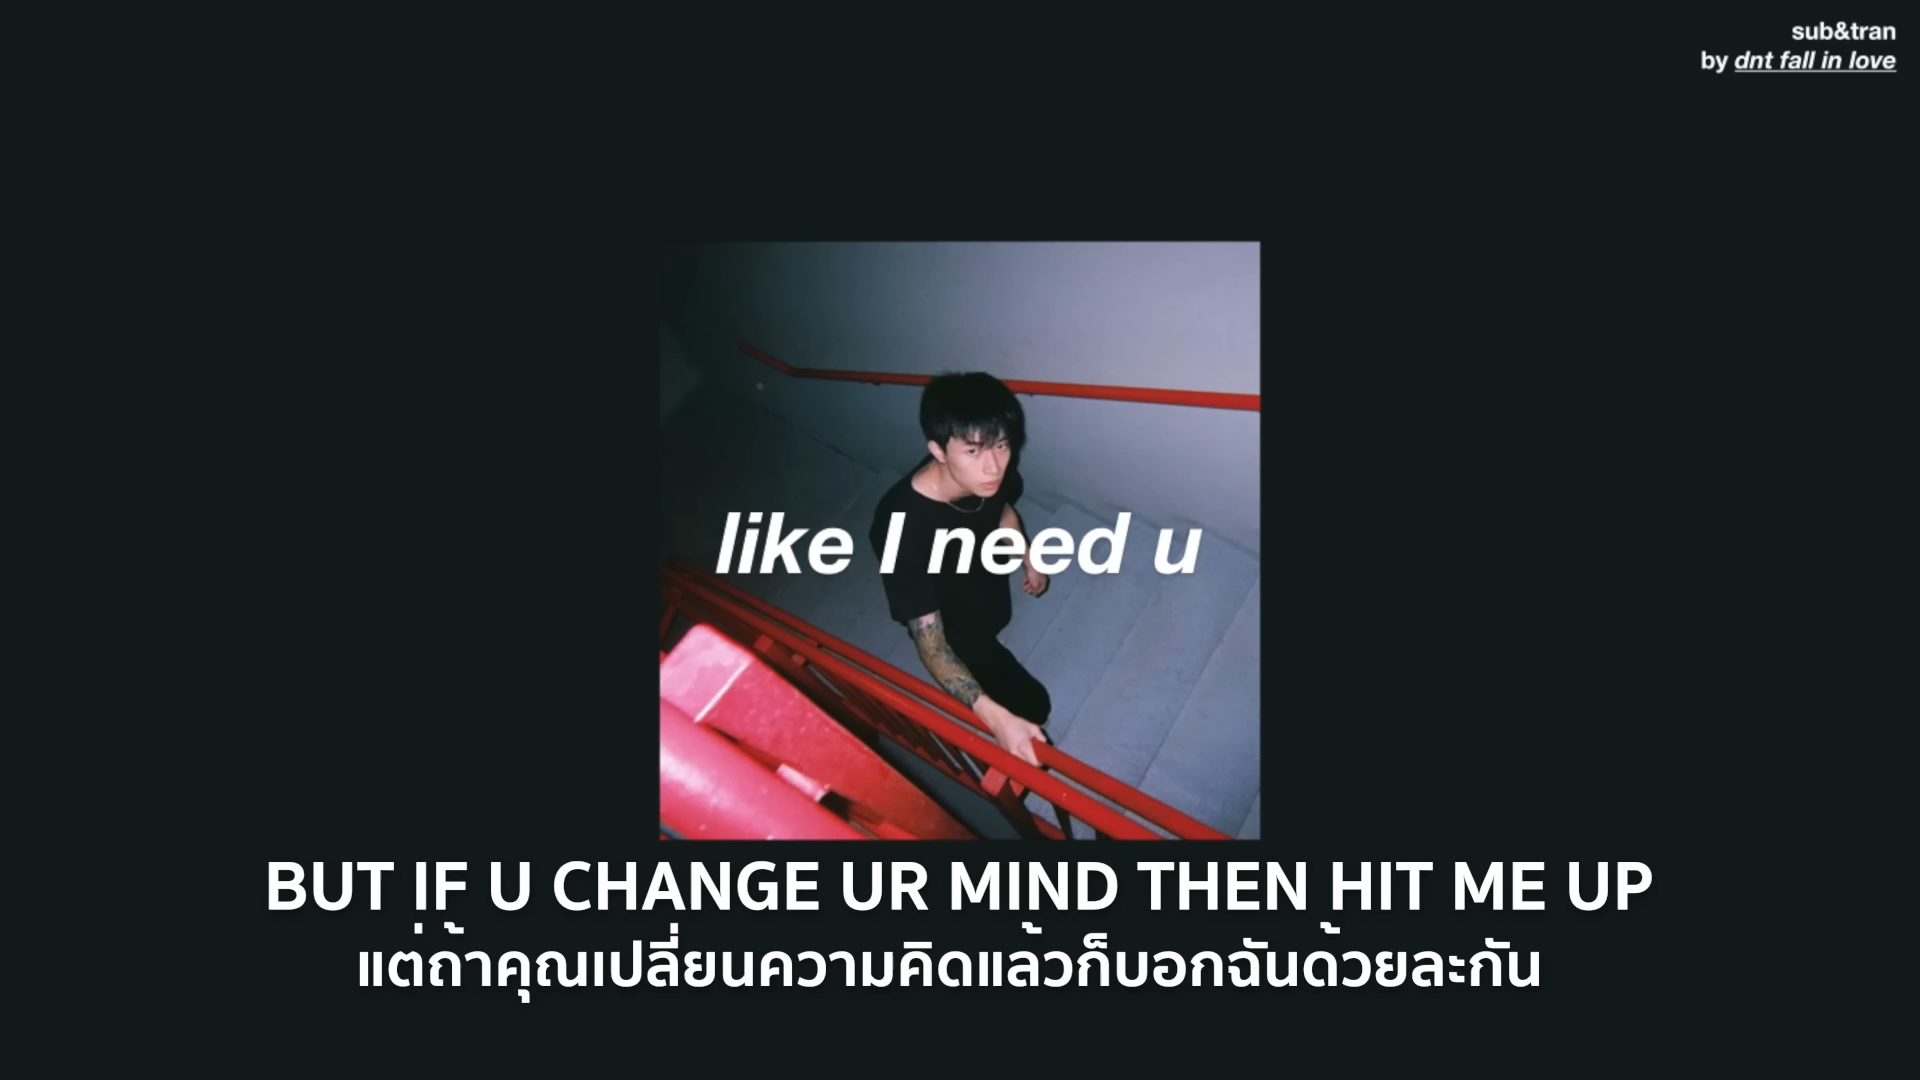 sub&tran
by dnt fall in love
like I need u
BUT IF U CHANGE UR MIND THEN HIT ME UP
แต่ถ้าคุณเปลี่ยนความคิดแล้วก็บอกฉันด้วยละกัน